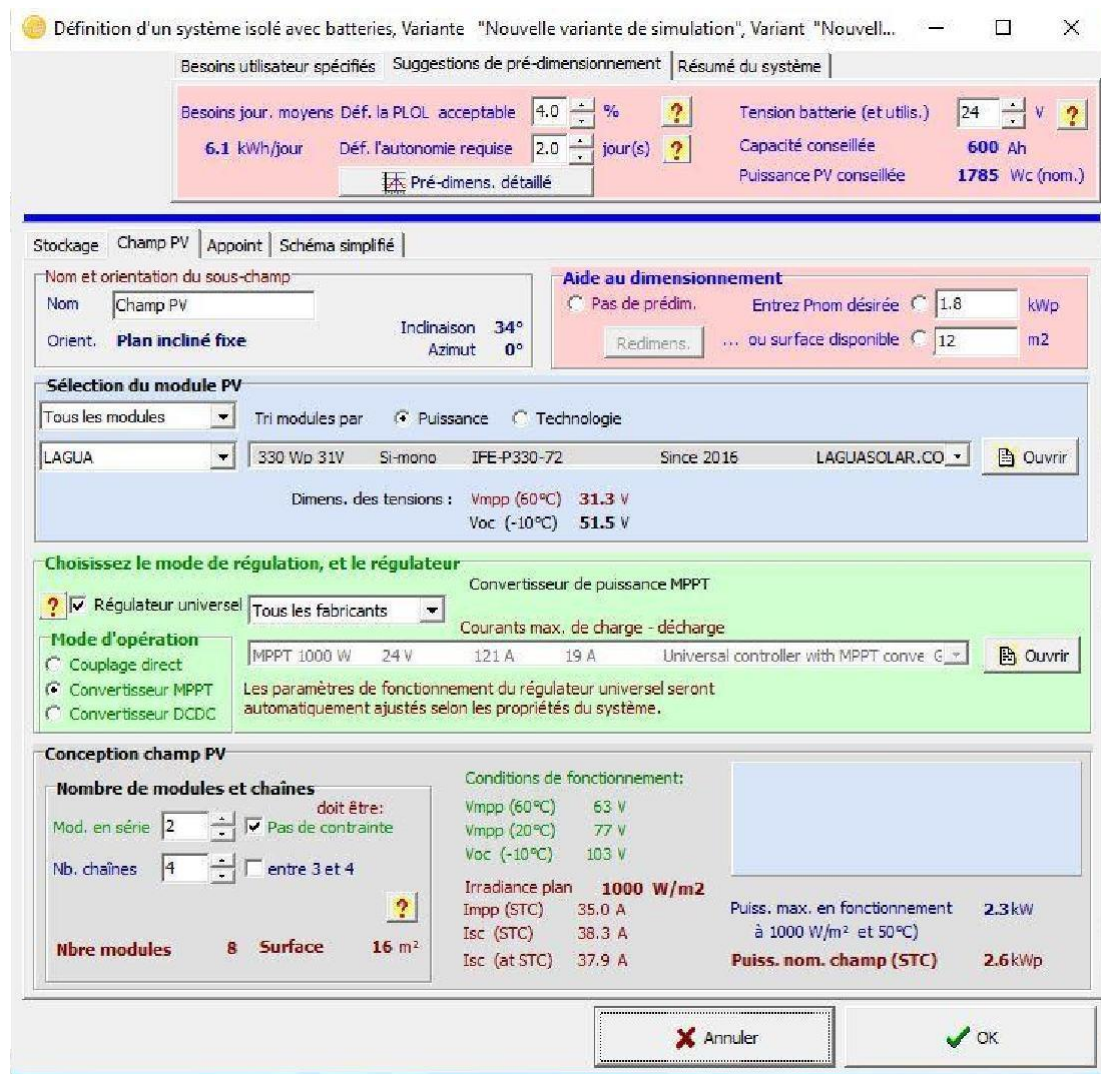 Définition d'un système isolé avec batteries, Variante "Nouvelle variante de simulation", Variant "Nouvell...
Besoins utilisateur spécifiés Suggestions de pré-dimensionnement Résumé du système
Besoins jour. moyens Déf. la PLOL acceptable 4.0 % ? Tension batterie (et utilis.) 24 V ?
6.1 kWh/jour Déf. l'autonomie requise 2.0 jour(s) ? Capacité conseillée 600 Ah
Pré-dimens. détaillé Puissance PV conseillée 1785 Wc (nom.)
Stockage Champ PV Appoint Schéma simplifié
Nom et orientation du sous-champ
Nom Champ PV
Orient. Plan incliné fixe
Inclinaison 34°
Azimut 0°
Aide au dimensionnement
Pas de prédim. Entrez Pnom désirée 1.8 kWp
Redimens. ... ou surface disponible 12 m2
Sélection du module PV
Tous les modules Tri modules par Puissance Technologie
LAGUA 330 Wp 31V Si-mono IFE-P330-72 Since 2016 LAGUASOLAR.CO Ouvrir
Dimens. des tensions : Vmpp (60°C) 31.3 V
Voc (-10°C) 51.5 V
Choisissez le mode de régulation, et le régulateur
Convertisseur de puissance MPPT
? Régulateur universel Tous les fabricants
Courants max. de charge - décharge
Mode d'opération
Couplage direct
Convertisseur MPPT
Convertisseur DCDC
MPPT 1000 W 24 V 121 A 19 A Universal controller with MPPT conve G Ouvrir
Les paramètres de fonctionnement du régulateur universel seront
automatiquement ajustés selon les propriétés du système.
Conception champ PV
Nombre de modules et chaînes
doit être:
Mod. en série 2 Pas de contrainte
Nb. chaînes 4 entre 3 et 4
?
Nbre modules 8 Surface 16 m²
Conditions de fonctionnement:
Vmpp (60°C) 63 V
Vmpp (20°C) 77 V
Voc (-10°C) 103 V
Irradiance plan 1000 W/m2
Impp (STC) 35.0 A
Isc (STC) 38.3 A
Isc (at STC) 37.9 A
Puiss. max. en fonctionnement 2.3 kW
à 1000 W/m² et 50°C)
Puiss. nom. champ (STC) 2.6 kWp
Annuler OK